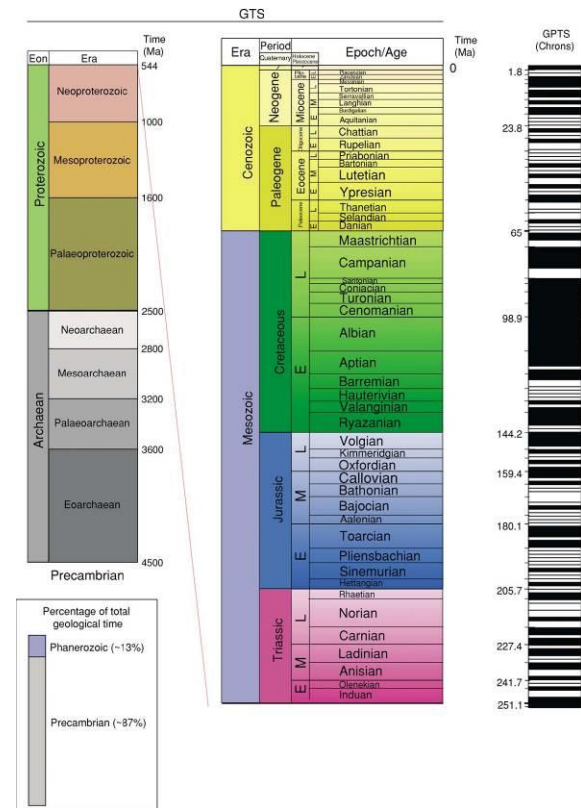 GTS
Time
(Ma)
Eon
Era
544
Neoproterozoic
1000
Proterozoic
Mesoproterozoic
1600
Palaeoproterozoic
2500
Neoarchaean
2800
Archaean
Mesoarchaean
3200
Palaeoarchaean
3600
Eoarchaean
4500
Precambrian
Percentage of total
geological time
Phanerozoic (~13%)
Precambrian (~87%)
Era
Period
Quaternary
Holocene
Pleistocene
Epoch/Age
Time
(Ma)
0
Cenozoic
Neogene
Miocene
L
M
E
Tortonian
Serravallian
Langhian
Burdigalian
Aquitanian
Paleogene
Oligocene
L
E
Chattian
Rupelian
Eocene
L
M
E
Priabonian
Bartonian
Lutetian
Ypresian
Paleocene
L
E
Thanetian
Selandian
Danian
65
Mesozoic
Cretaceous
L
Maastrichtian
Campanian
Santonian
Coniacian
Turonian
Cenomanian
E
Albian
Aptian
Barremian
Hauterivian
Valanginian
Ryazanian
Jurassic
L
Volgian
Kimmeridgian
Oxfordian
M
Callovian
Bathonian
Bajocian
Aalenian
E
Toarcian
Pliensbachian
Sinemurian
Hettangian
Triassic
L
Rhaetian
Norian
Carnian
M
Ladinian
Anisian
E
Olenekian
Induan
GPTS
(Chrons)
1.8
23.8
98.9
144.2
159.4
180.1
205.7
227.4
241.7
251.1